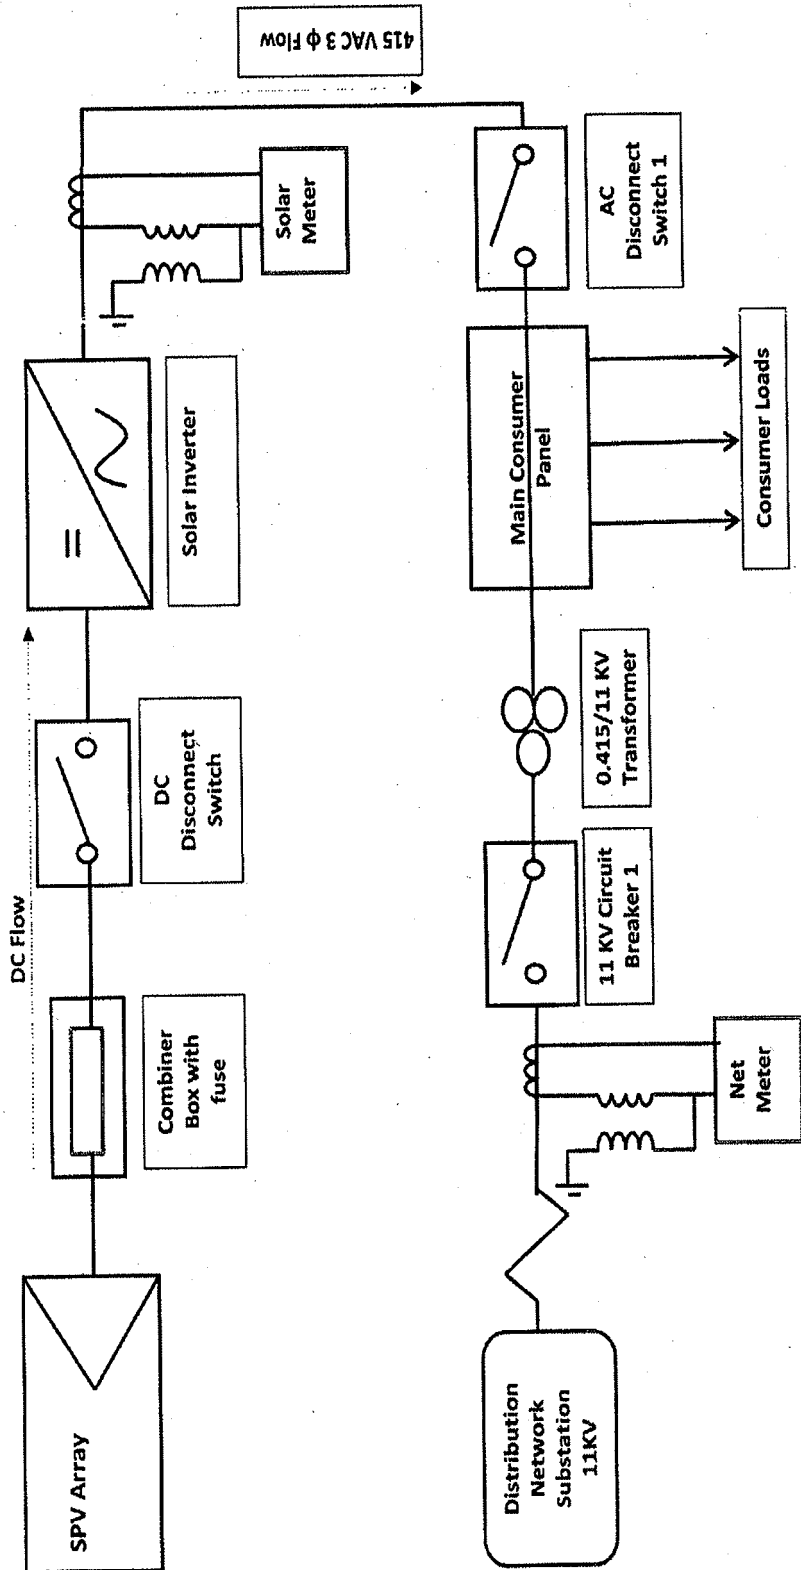 415 VAC 3 ф Flow
DC Flow
SPV Array
Combiner
Box with
fuse
DC
Disconnect
Switch
=
Solar Inverter
Solar
Meter
Distribution
Network
Substation
11KV
Net
Meter
11 KV Circuit
Breaker 1
0.415/11 KV
Transformer
Main Consumer
Panel
Consumer Loads
AC
Disconnect
Switch 1